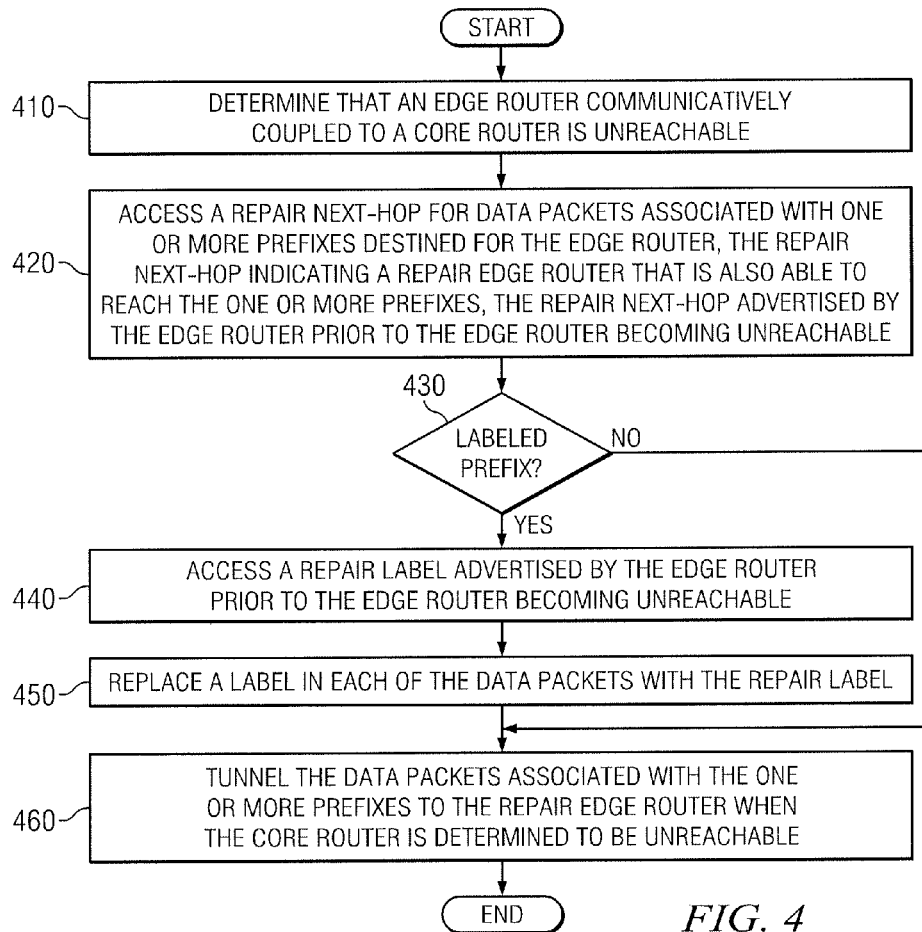 START
410
DETERMINE THAT AN EDGE ROUTER COMMUNICATIVELY
COUPLED TO A CORE ROUTER IS UNREACHABLE
420
ACCESS A REPAIR NEXT-HOP FOR DATA PACKETS ASSOCIATED WITH ONE
OR MORE PREFIXES DESTINED FOR THE EDGE ROUTER, THE REPAIR
NEXT-HOP INDICATING A REPAIR EDGE ROUTER THAT IS ALSO ABLE TO
REACH THE ONE OR MORE PREFIXES, THE REPAIR NEXT-HOP ADVERTISED BY
THE EDGE ROUTER PRIOR TO THE EDGE ROUTER BECOMING UNREACHABLE
430
LABELED
PREFIX?
NO
YES
440
ACCESS A REPAIR LABEL ADVERTISED BY THE EDGE ROUTER
PRIOR TO THE EDGE ROUTER BECOMING UNREACHABLE
450
REPLACE A LABEL IN EACH OF THE DATA PACKETS WITH THE REPAIR LABEL
460
TUNNEL THE DATA PACKETS ASSOCIATED WITH THE ONE
OR MORE PREFIXES TO THE REPAIR EDGE ROUTER WHEN
THE CORE ROUTER IS DETERMINED TO BE UNREACHABLE
END
FIG. 4